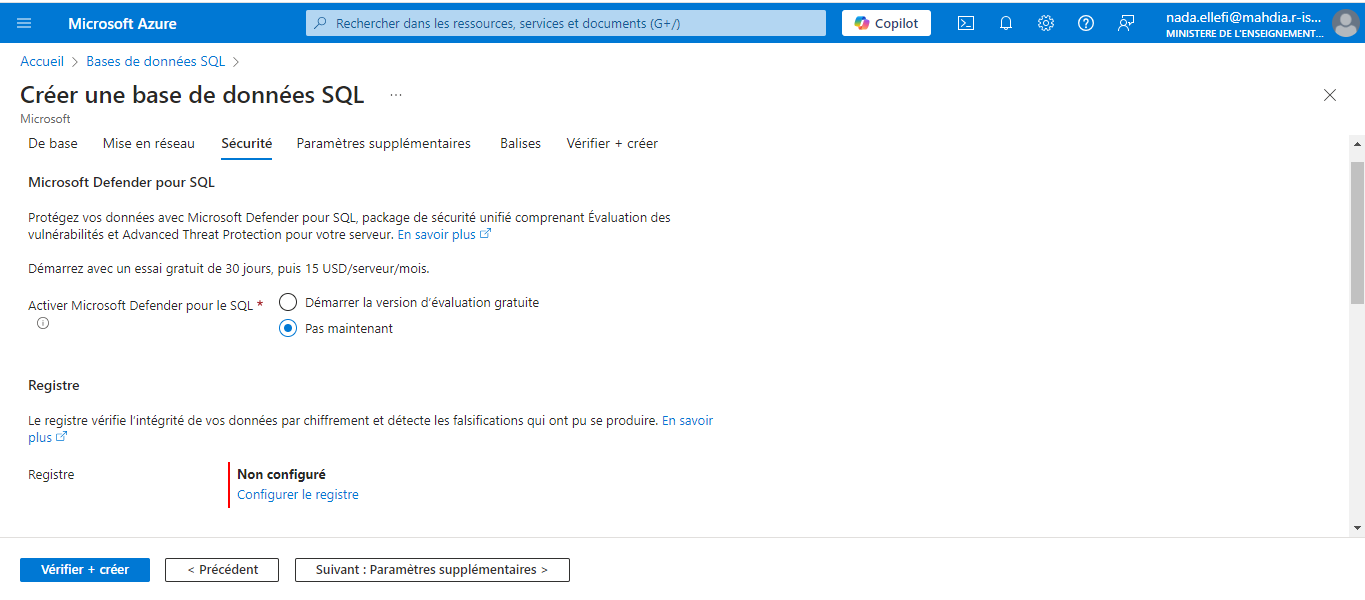 Microsoft Azure
Rechercher dans les ressources, services et documents (G+/)
Copilot
nada.ellefi@mahdia.r-is...
MINISTERE DE L'ENSEIGNEMENT...
Accueil > Bases de données SQL >
Créer une base de données SQL ...
Microsoft
De base Mise en réseau Sécurité Paramètres supplémentaires Balises Vérifier + créer
Microsoft Defender pour SQL
Protégez vos données avec Microsoft Defender pour SQL, package de sécurité unifié comprenant Évaluation des
vulnérabilités et Advanced Threat Protection pour votre serveur. En savoir plus
Démarrez avec un essai gratuit de 30 jours, puis 15 USD/serveur/mois.
Activer Microsoft Defender pour le SQL *
Démarrer la version d'évaluation gratuite
Pas maintenant
Registre
Le registre vérifie l'intégrité de vos données par chiffrement et détecte les falsifications qui ont pu se produire. En savoir
plus
Registre
Non configuré
Configurer le registre
Vérifier + créer
< Précédent
Suivant : Paramètres supplémentaires >